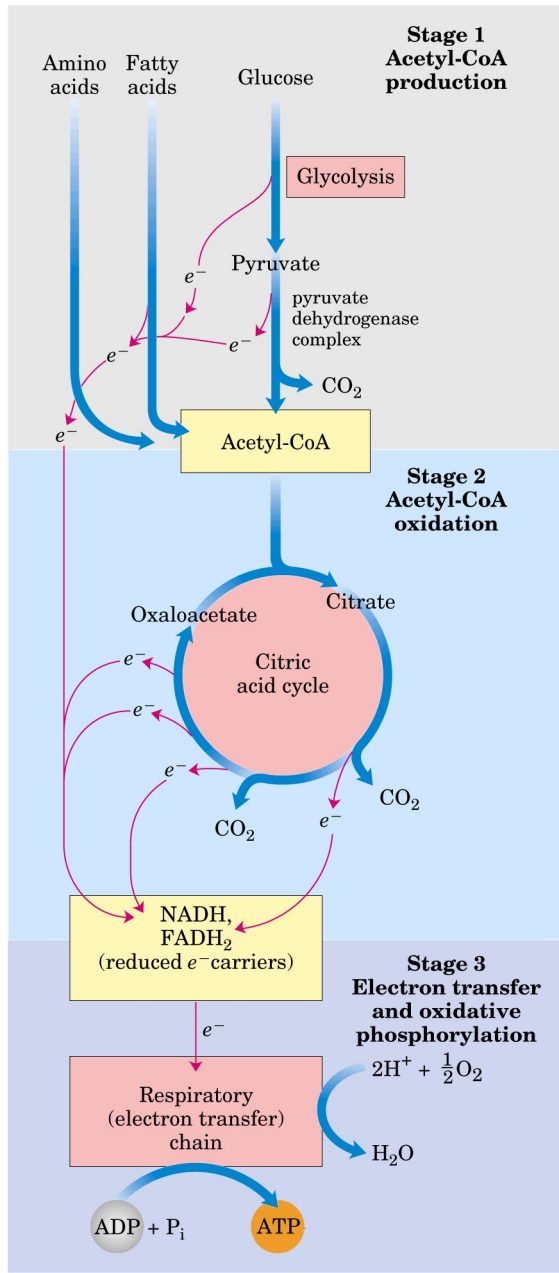 Stage 1
Acetyl-CoA
production
Amino
acids
Fatty
acids
Glucose
Glycolysis
Pyruvate
e⁻
pyruvate
dehydrogenase
complex
e⁻
e⁻
CO₂
e⁻
Acetyl-CoA
Stage 2
Acetyl-CoA
oxidation
Oxaloacetate
Citrate
Citric
acid cycle
e⁻
e⁻
e⁻
CO₂
CO₂
e⁻
NADH,
FADH₂
(reduced e⁻carriers)
Stage 3
Electron transfer
and oxidative
phosphorylation
e⁻
2H⁺ + ½O₂
Respiratory
(electron transfer)
chain
H₂O
ADP + Pᵢ
ATP